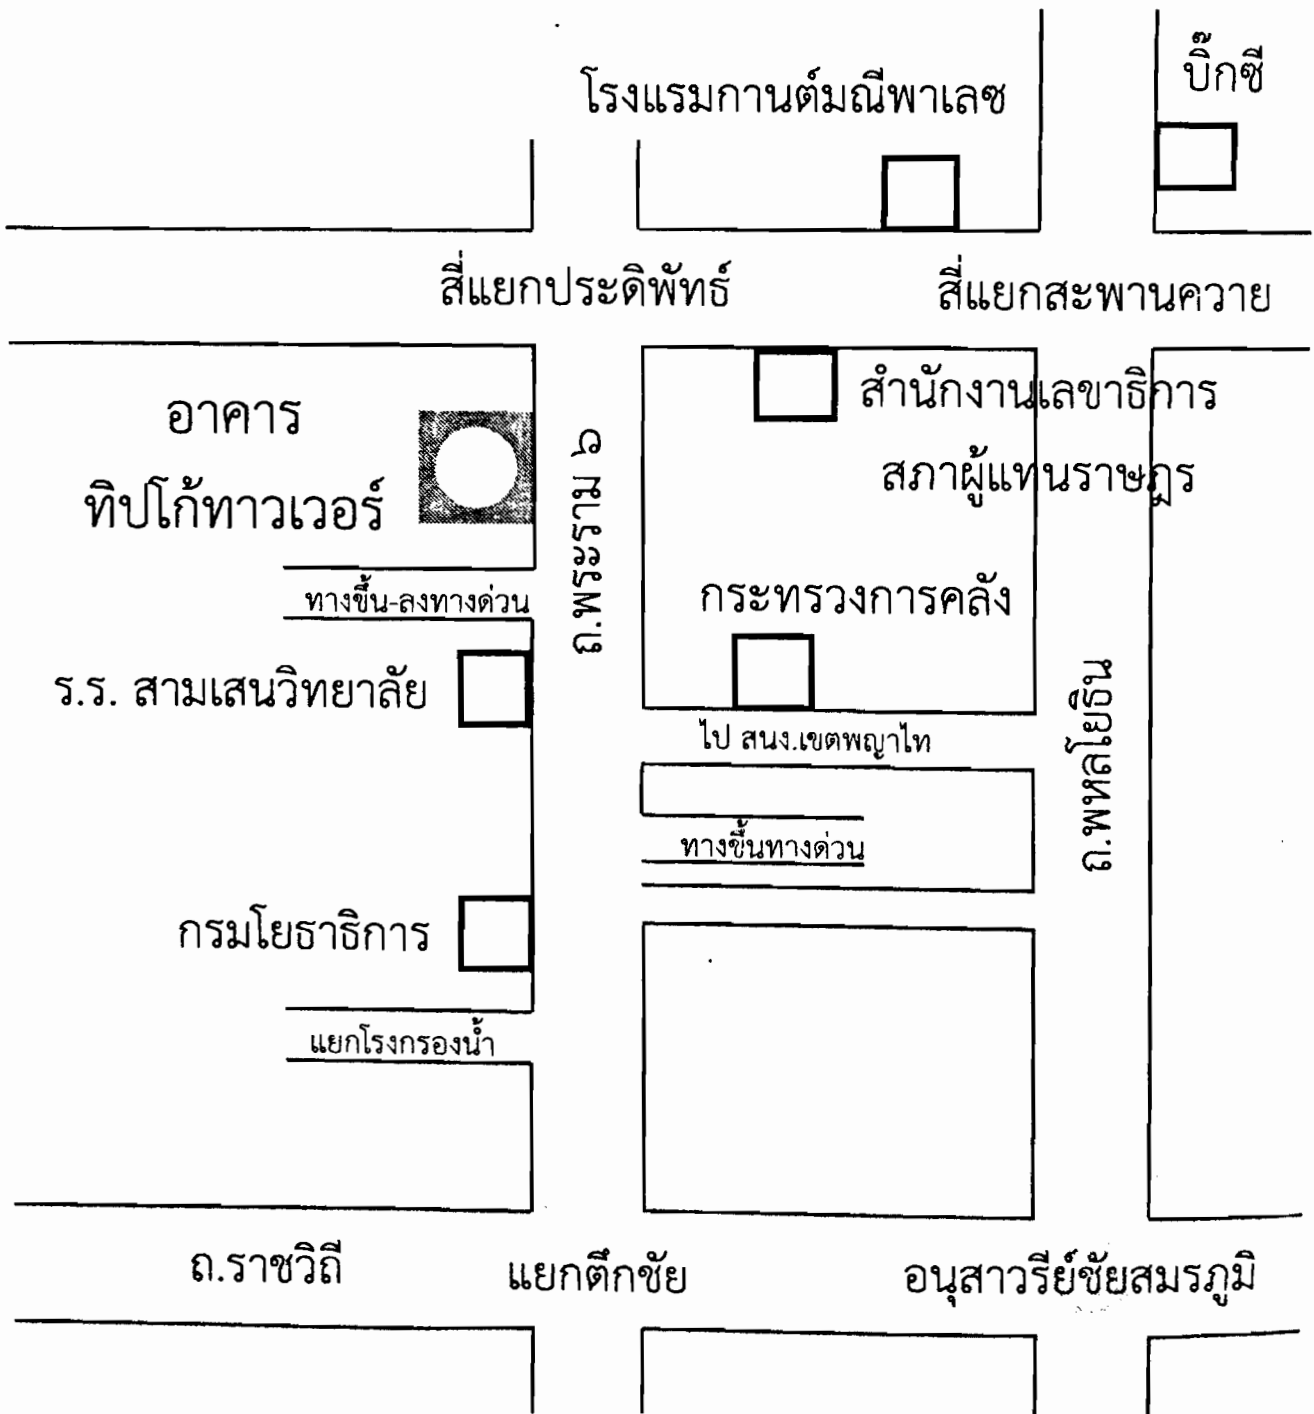 บิ๊กซี
โรงแรมกานต์มณีพาเลซ
สี่แยกประดิพัทธ์
สี่แยกสะพานควาย
อาคาร
ทิปโก้ทาวเวอร์
ถ.พระราม ๖
สำนักงานเลขาธิการ
สภาผู้แทนราษฎร
ทางขึ้น-ลงทางด่วน
กระทรวงการคลัง
ร.ร. สามเสนวิทยาลัย
ไป สนง.เขตพญาไท
ถ.พหลโยธิน
ทางขึ้นทางด่วน
กรมโยธาธิการ
แยกโรงกรองน้ำ
ถ.ราชวิถี
แยกตึกชัย
อนุสาวรีย์ชัยสมรภูมิ